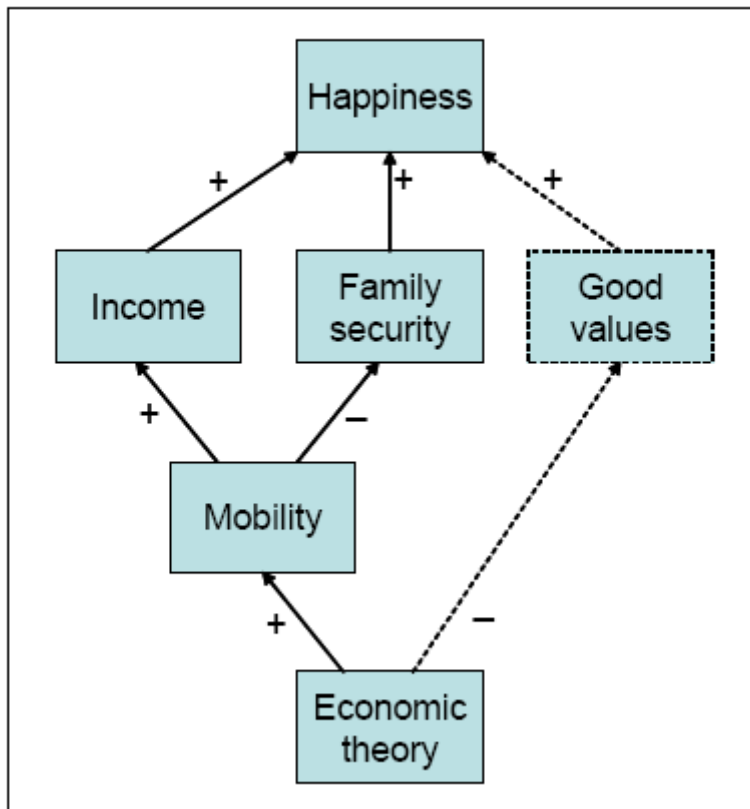 Happiness
+
+
+
Income
Family
security
Good
values
+
–
Mobility
+
–
Economic
theory